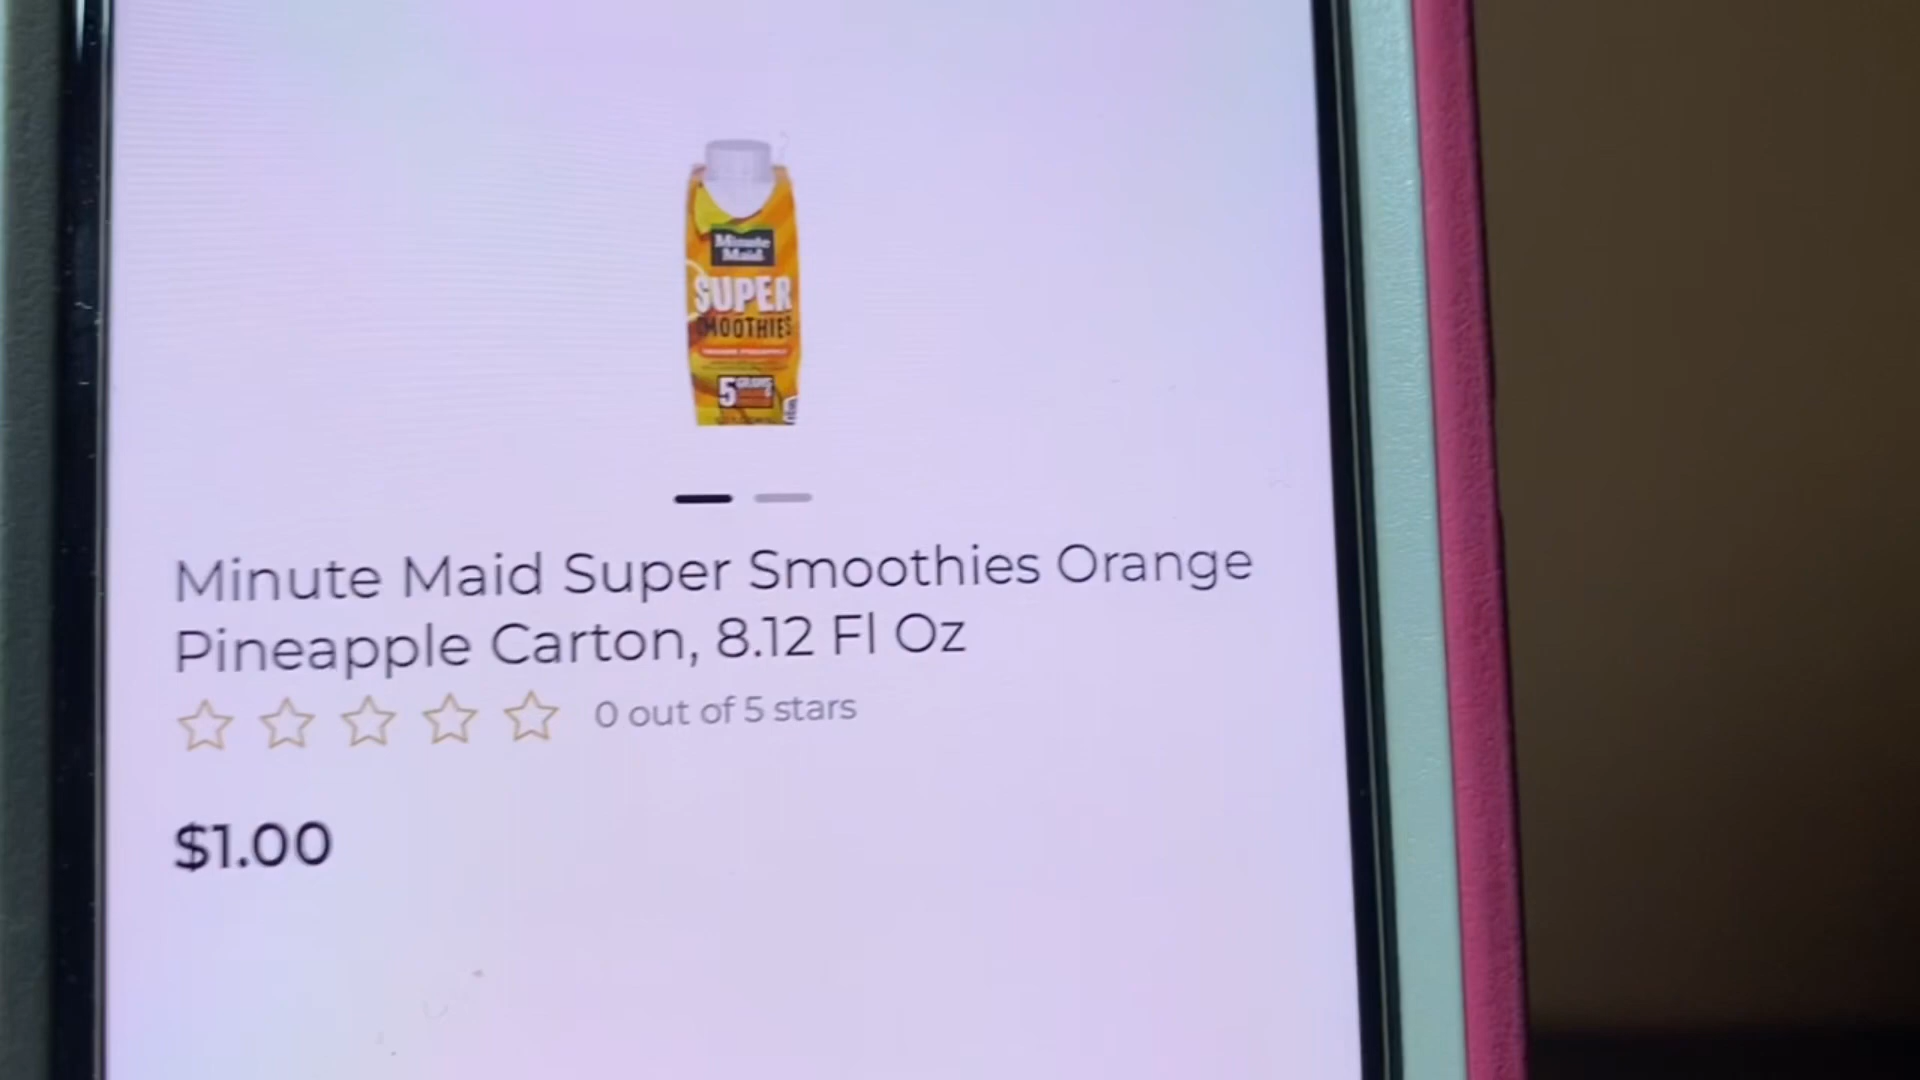 Minute
Maid
SUPER
SMOOTHIES
5 GRAMS
Minute Maid Super Smoothies Orange
Pineapple Carton, 8.12 Fl Oz
0 out of 5 stars
$1.00